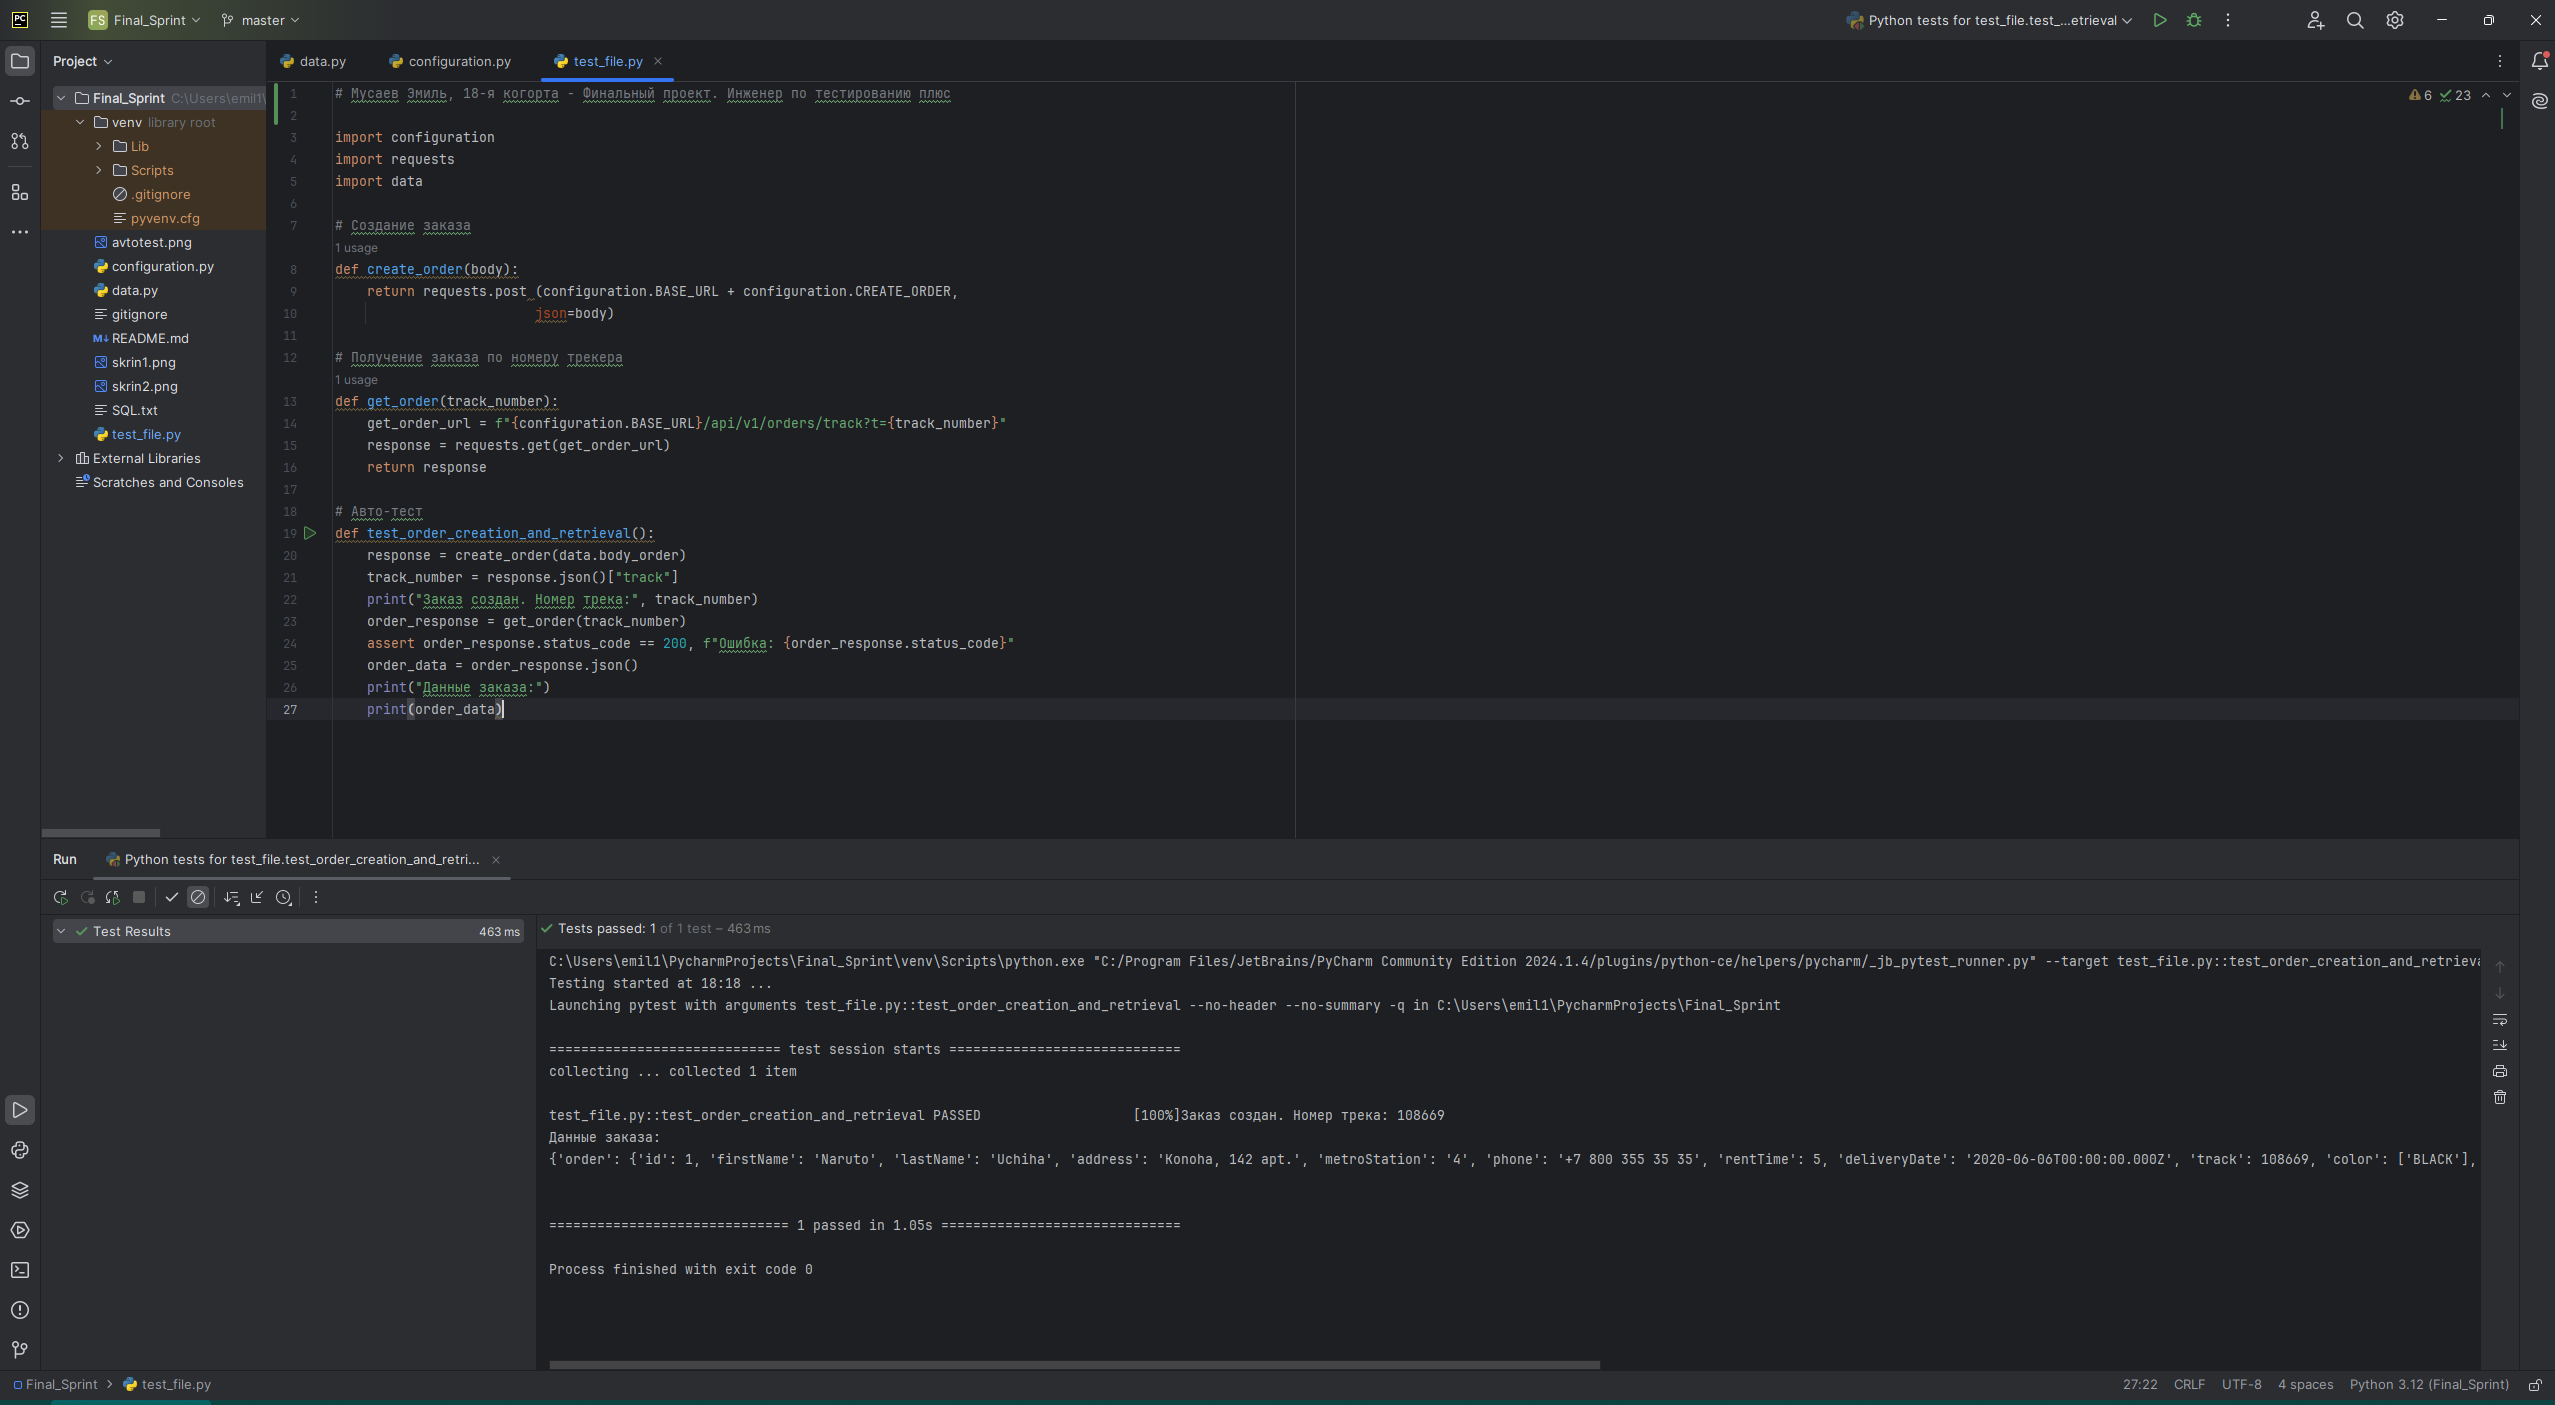 PC FS Final_Sprint master Python tests for test_file.test_...etrieval
Project
data.py configuration.py test_file.py
Final_Sprint C:\Users\emil1\
venv library root
Lib
Scripts
.gitignore
pyvenv.cfg
avtotest.png
configuration.py
data.py
gitignore
M↓ README.md
skrin1.png
skrin2.png
SQL.txt
test_file.py
External Libraries
Scratches and Consoles
6 23
1 # Мусаев Эмиль, 18-я когорта - Финальный проект. Инженер по тестированию плюс
2
3 import configuration
4 import requests
5 import data
6
7 # Создание заказа
1 usage
8 def create_order(body):
9 return requests.post (configuration.BASE_URL + configuration.CREATE_ORDER,
10 json=body)
11
12 # Получение заказа по номеру трекера
1 usage
13 def get_order(track_number):
14 get_order_url = f"{configuration.BASE_URL}/api/v1/orders/track?t={track_number}"
15 response = requests.get(get_order_url)
16 return response
17
18 # Авто-тест
19 def test_order_creation_and_retrieval():
20 response = create_order(data.body_order)
21 track_number = response.json()["track"]
22 print("Заказ создан. Номер трека:", track_number)
23 order_response = get_order(track_number)
24 assert order_response.status_code == 200, f"Ошибка: {order_response.status_code}"
25 order_data = order_response.json()
26 print("Данные заказа:")
27 print(order_data)
Run Python tests for test_file.test_order_creation_and_retri...
Test Results 463 ms
Tests passed: 1 of 1 test – 463 ms
C:\Users\emil1\PycharmProjects\Final_Sprint\venv\Scripts\python.exe "C:/Program Files/JetBrains/PyCharm Community Edition 2024.1.4/plugins/python-ce/helpers/pycharm/_jb_pytest_runner.py" --target test_file.py::test_order_creation_and_retrieva
Testing started at 18:18 ...
Launching pytest with arguments test_file.py::test_order_creation_and_retrieval --no-header --no-summary -q in C:\Users\emil1\PycharmProjects\Final_Sprint
============================= test session starts =============================
collecting ... collected 1 item
test_file.py::test_order_creation_and_retrieval PASSED [100%]Заказ создан. Номер трека: 108669
Данные заказа:
{'order': {'id': 1, 'firstName': 'Naruto', 'lastName': 'Uchiha', 'address': 'Konoha, 142 apt.', 'metroStation': '4', 'phone': '+7 800 355 35 35', 'rentTime': 5, 'deliveryDate': '2020-06-06T00:00:00.000Z', 'track': 108669, 'color': ['BLACK'],
============================== 1 passed in 1.05s ==============================
Process finished with exit code 0
Final_Sprint > test_file.py
27:22 CRLF UTF-8 4 spaces Python 3.12 (Final_Sprint)